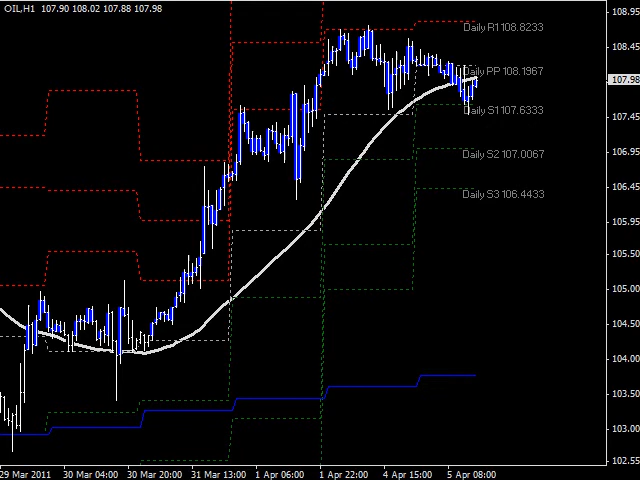 OIL,H1 107.90 108.02 107.88 107.98
108.95
Daily R1108.8233
108.45
Daily PP 108.1967
107.98
Daily S1107.6333
107.45
106.95
Daily S2 107.0067
106.45
Daily S3 106.4433
105.95
105.50
105.00
104.50
104.00
103.50
103.00
102.55
29 Mar 2011 30 Mar 04:00 30 Mar 20:00 31 Mar 13:00 1 Apr 06:00 1 Apr 22:00 4 Apr 15:00 5 Apr 08:00